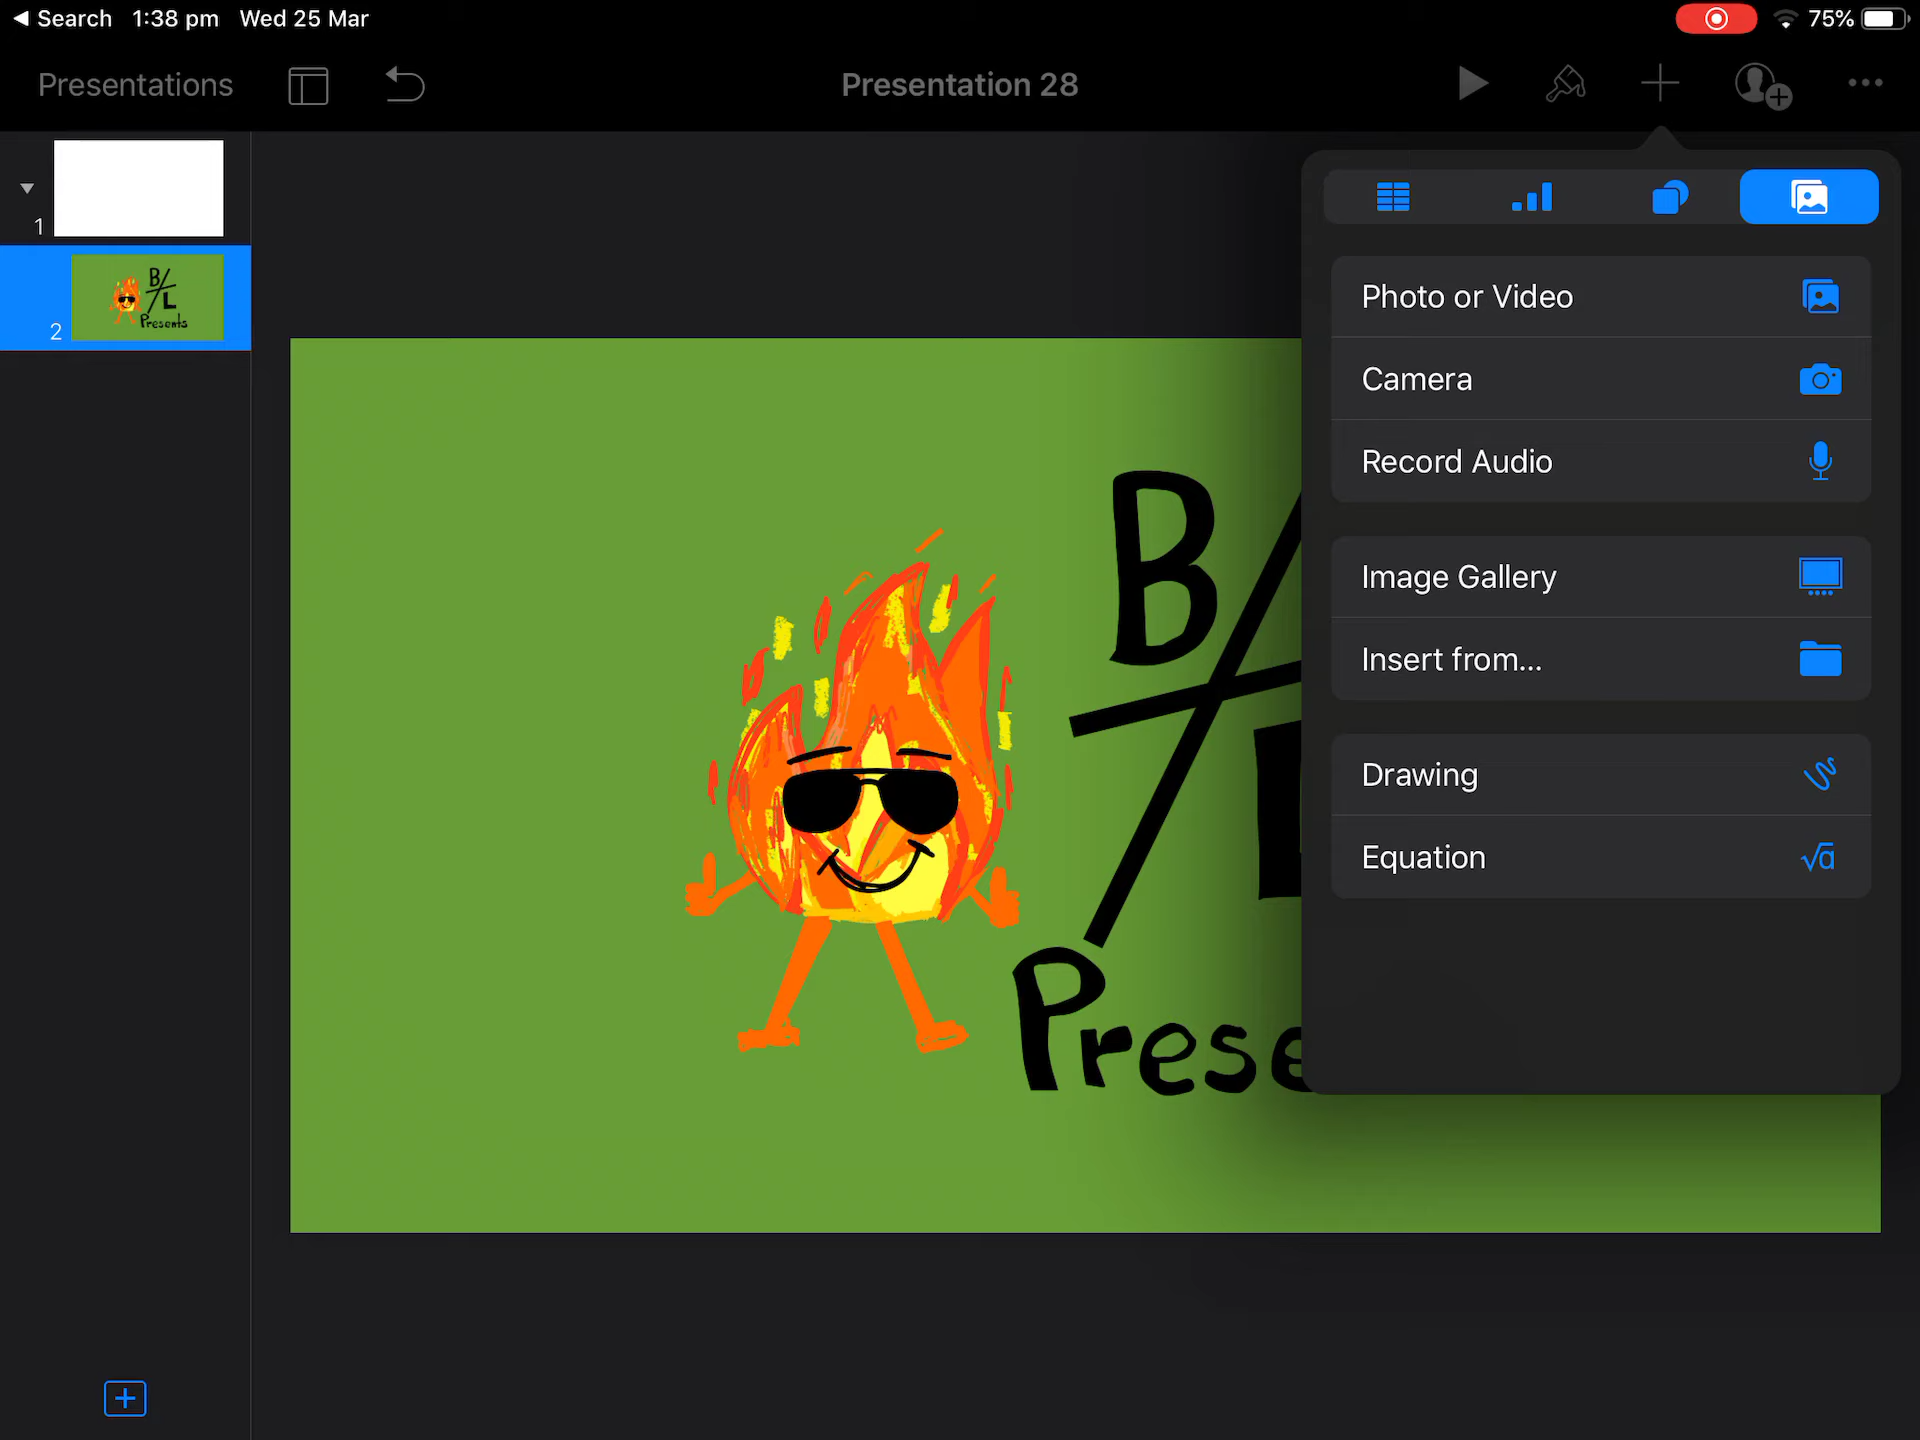 Search 1:38 pm Wed 25 Mar 75%
Presentations Presentation 28
1
B/L
Presents
2
Photo or Video
Camera
Record Audio
Image Gallery
Insert from...
Drawing
Equation √a
B
Prese